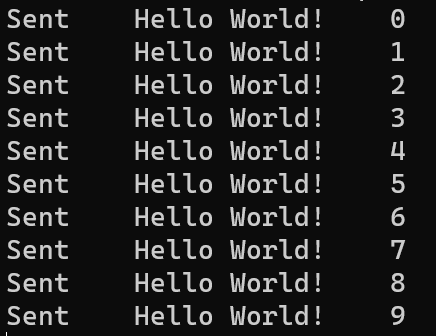 Sent    Hello World!    0
Sent    Hello World!    1
Sent    Hello World!    2
Sent    Hello World!    3
Sent    Hello World!    4
Sent    Hello World!    5
Sent    Hello World!    6
Sent    Hello World!    7
Sent    Hello World!    8
Sent    Hello World!    9